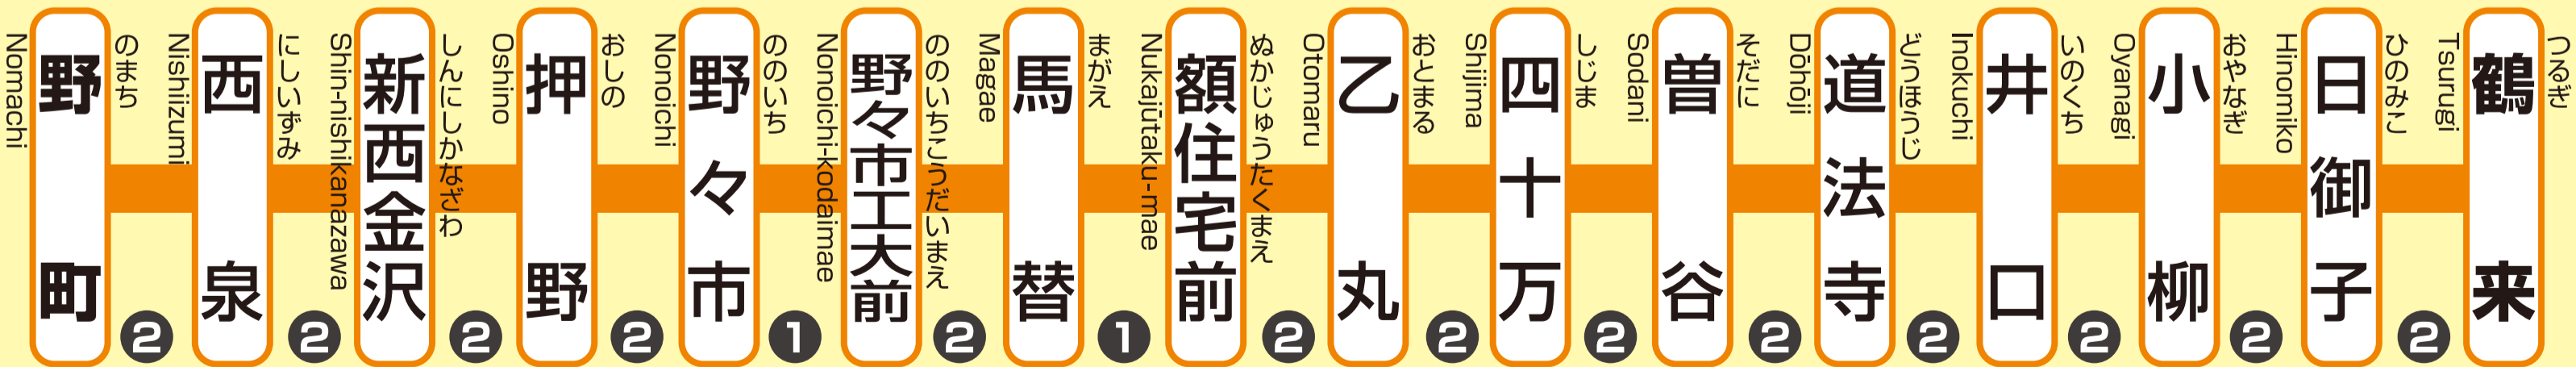 Nomachi
野町
のまち
2
Nishiizumi
西泉
にしいずみ
2
Shin-nishikanazawa
新西金沢
しんにしかなざわ
2
Oshino
押野
おしの
2
Nonoichi
野々市
ののいち
1
Nonoichi-kodaimae
野々市工大前
ののいちこうだいまえ
2
Magae
馬替
まがえ
1
Nukajūtaku-mae
額住宅前
ぬかじゅうたくまえ
2
Otomaru
乙丸
おとまる
2
Shijima
四十万
しじま
2
Sodani
曽谷
そだに
2
Dōhōji
道法寺
どうほうじ
2
Inokuchi
井口
いのくち
2
Oyanagi
小柳
おやなぎ
2
Hinomiko
日御子
ひのみこ
2
Tsurugi
鶴来
つるぎ